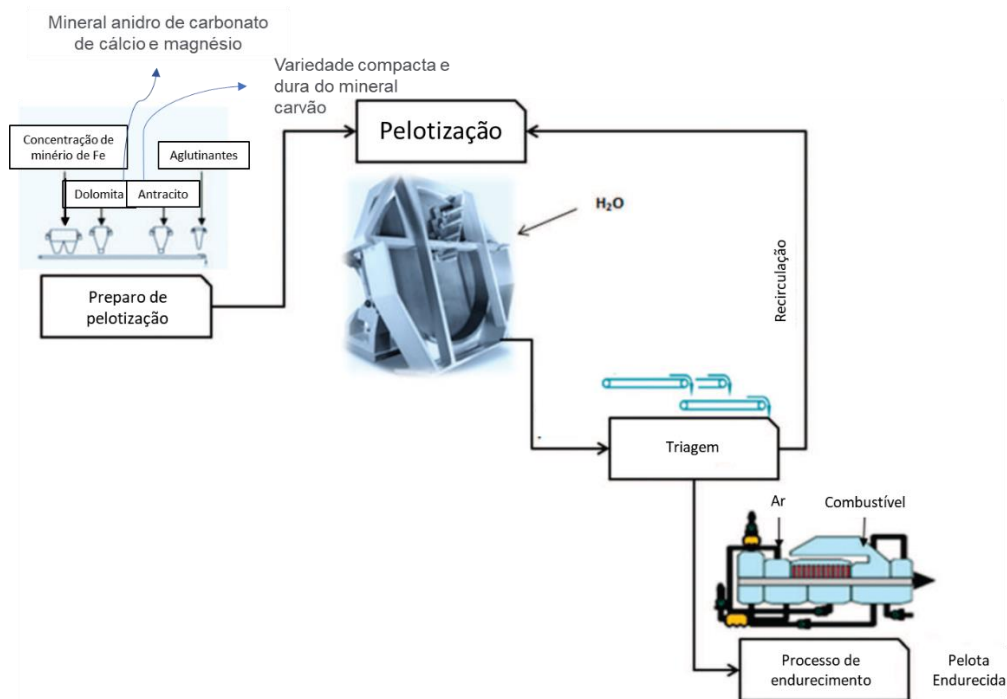 Mineral anidro de carbonato
de cálcio e magnésio
Variedade compacta e
dura do mineral
carvão
Pelotização
Concentração de
minério de Fe
Aglutinantes
Dolomita
Antracito
H₂O
Preparo de
pelotização
Recirculação
Triagem
Ar
Combustível
Processo de
endurecimento
Pelota
Endurecida